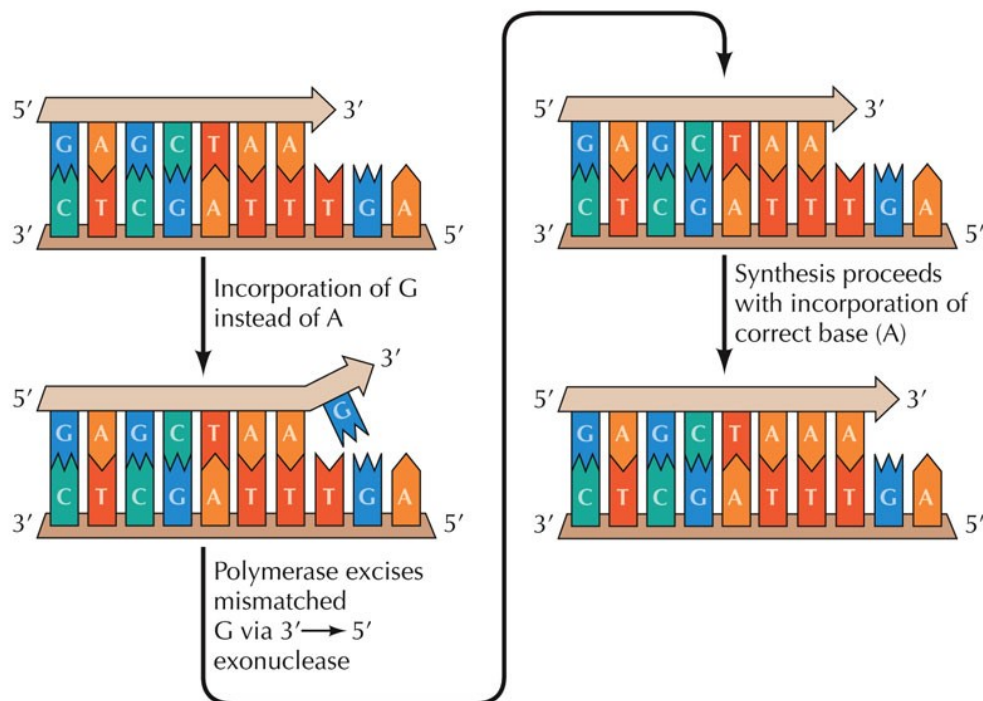 5′ 3′
G A G C T A A
C T C G A T T T G A
3′ 5′
Incorporation of G
instead of A
3′
5′
G
G A G C T A A
C T C G A T T T G A
3′ 5′
Polymerase excises
mismatched
G via 3′⟶5′
exonuclease
5′ 3′
G A G C T A A
C T C G A T T T G A
3′ 5′
Synthesis proceeds
with incorporation of
correct base (A)
5′ 3′
G A G C T A A A
C T C G A T T T G A
3′ 5′